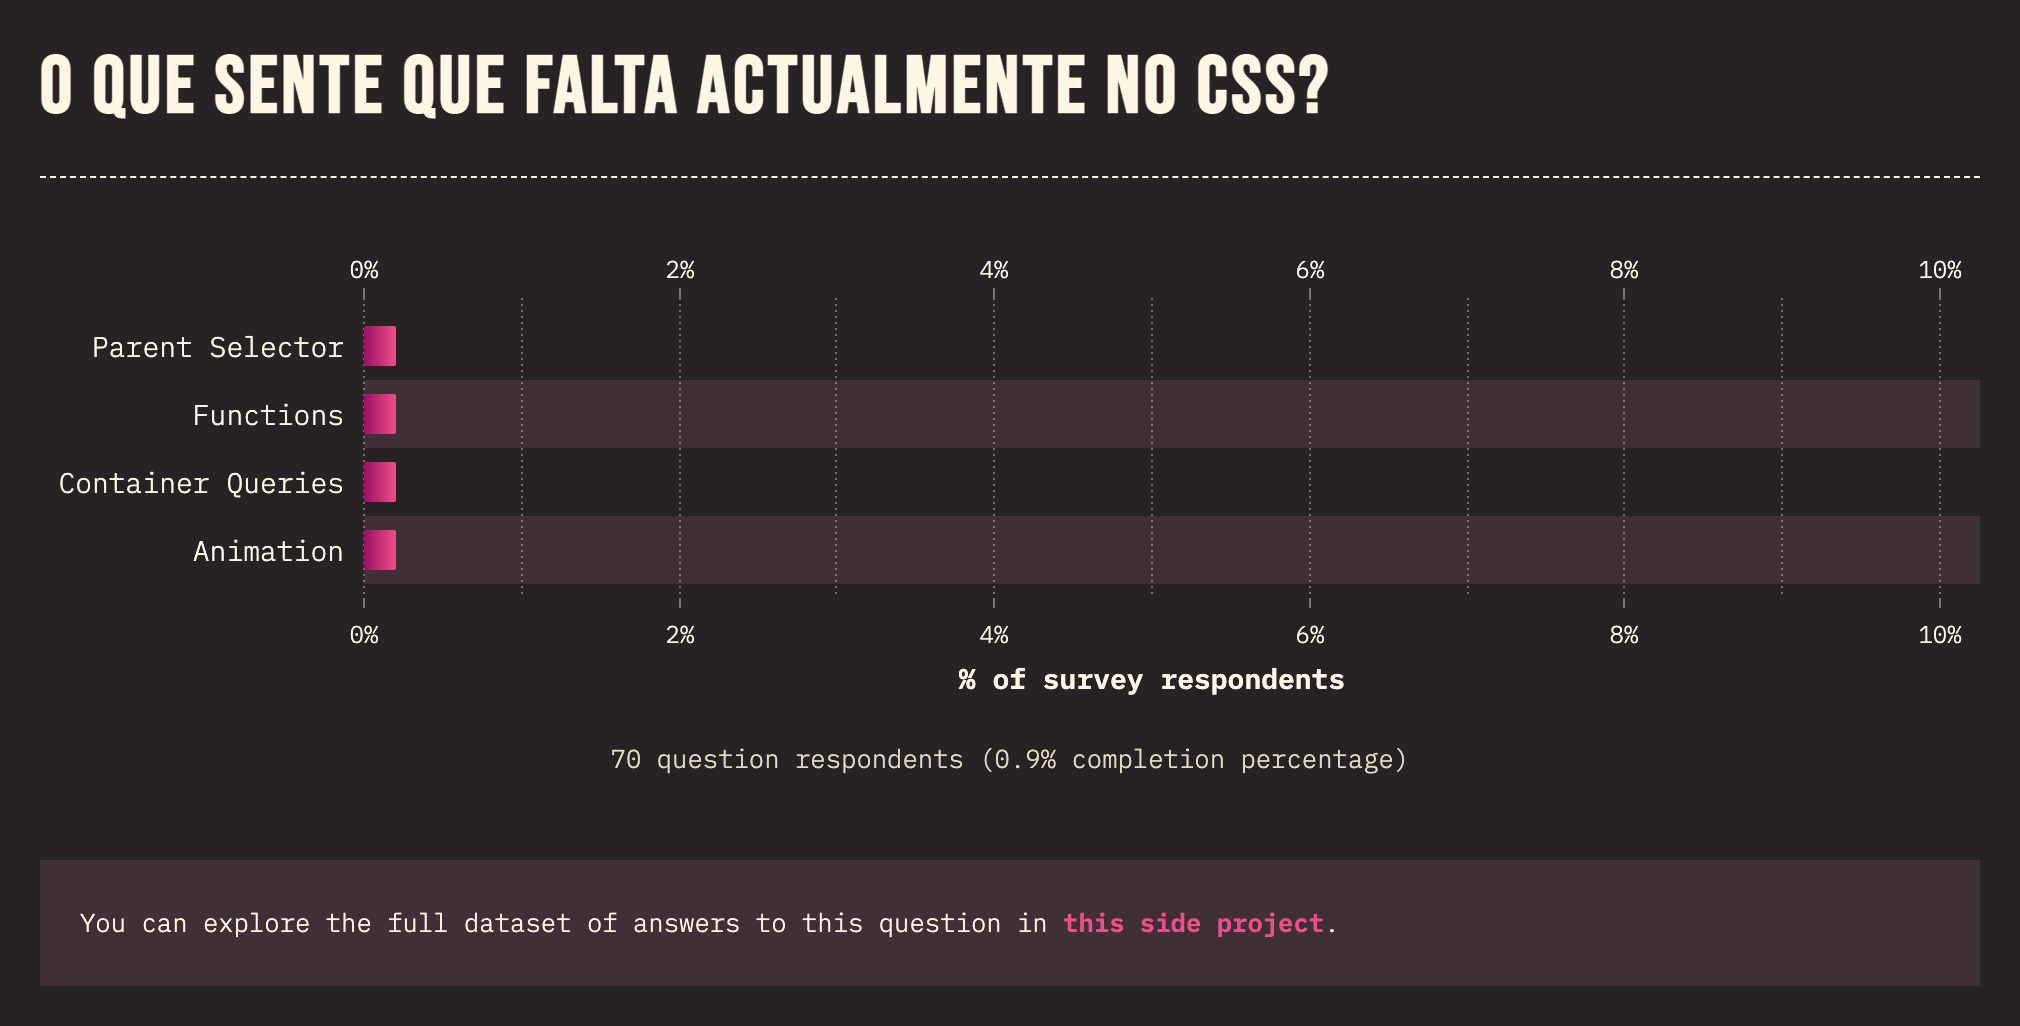 O QUE SENTE QUE FALTA ACTUALMENTE NO CSS?
0% 2% 4% 6% 8% 10%
Parent Selector
Functions
Container Queries
Animation
0% 2% 4% 6% 8% 10%
% of survey respondents
70 question respondents (0.9% completion percentage)
You can explore the full dataset of answers to this question in this side project.